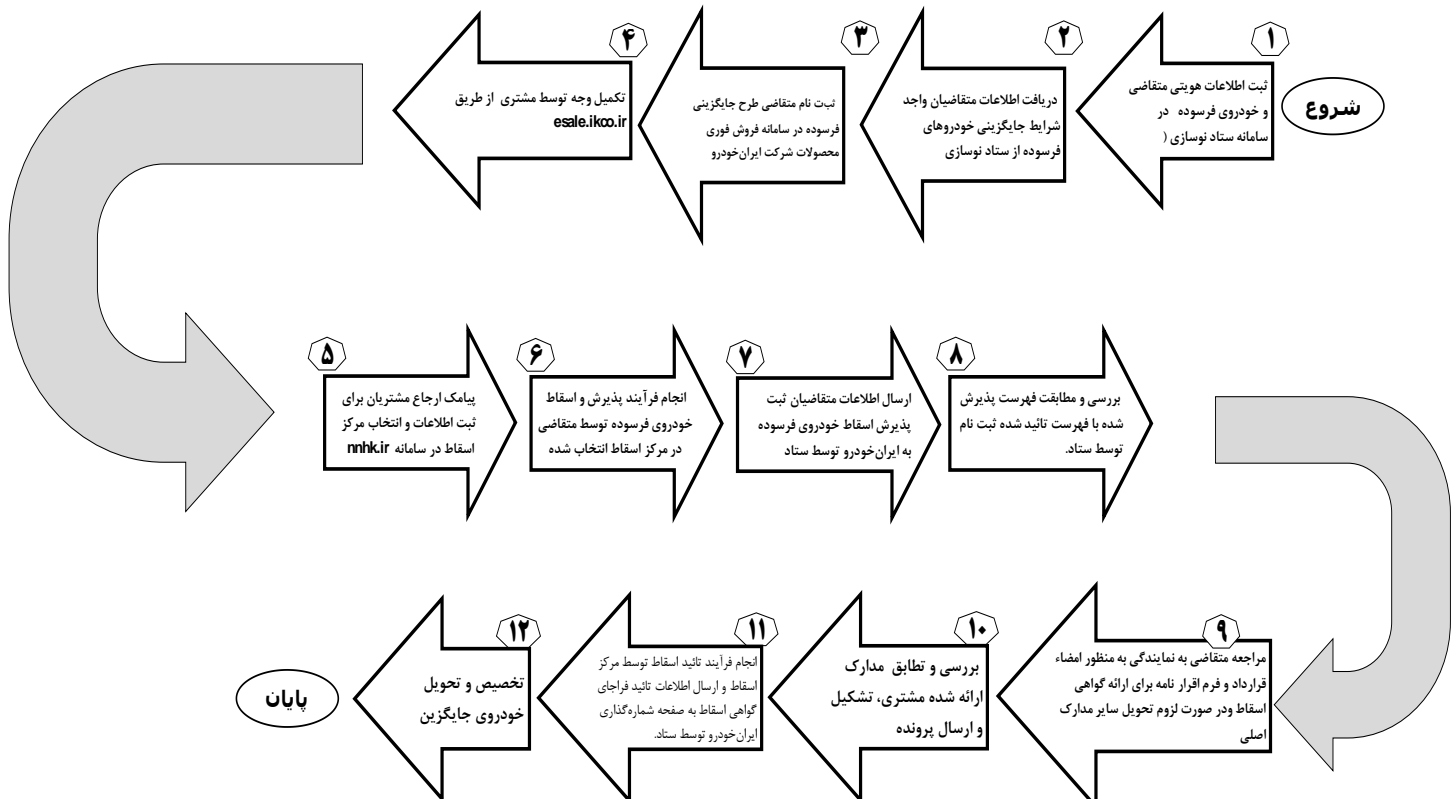 شروع
۱
ثبت اطلاعات هویتی متقاضی
و خودروی فرسوده در
سامانه ستاد نوسازی (
۲
دریافت اطلاعات متقاضیان واجد
شرایط جایگزینی خودروهای
فرسوده از ستاد نوسازی
۳
ثبت نام متقاضی طرح جایگزینی
فرسوده در سامانه فروش فوری
محصولات شرکت ایران‌خودرو
۴
تکمیل وجه توسط مشتری از طریق
esale.ikco.ir
۵
پیامک ارجاع مشتریان برای
ثبت اطلاعات و انتخاب مرکز
اسقاط در سامانه nnhk.ir
۶
انجام فرآیند پذیرش و اسقاط
خودروی فرسوده توسط متقاضی
در مرکز اسقاط انتخاب شده
۷
ارسال اطلاعات متقاضیان ثبت
پذیرش اسقاط خودروی فرسوده
به ایران‌خودرو توسط ستاد
۸
بررسی و مطابقت فهرست پذیرش
شده با فهرست تائید شده ثبت نام
توسط ستاد.
۹
مراجعه متقاضی به نمایندگی به منظور امضاء
قرارداد و فرم اقرار نامه برای ارائه گواهی
اسقاط ودر صورت لزوم تحویل سایر مدارک
اصلی
۱۰
بررسی و تطابق مدارک
ارائه شده مشتری، تشکیل
و ارسال پرونده
۱۱
انجام فرآیند تائید اسقاط توسط مرکز
اسقاط و ارسال اطلاعات تائید فراجای
گواهی اسقاط به صفحه شماره‌گذاری
ایران‌خودرو توسط ستاد.
۱۲
تخصیص و تحویل
خودروی جایگزین
پایان